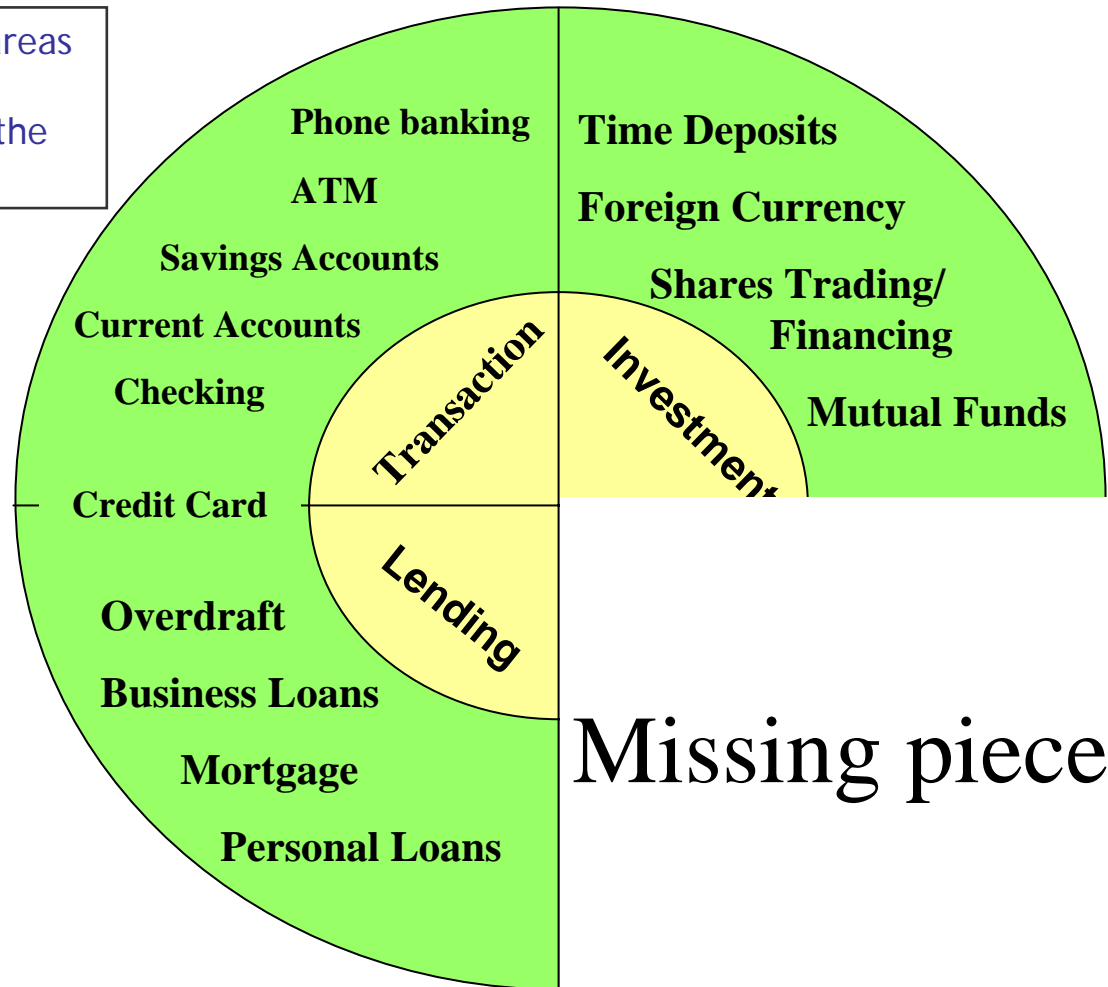 areas
the
Phone banking
ATM
Savings Accounts
Current Accounts
Checking
Credit Card
Overdraft
Business Loans
Mortgage
Personal Loans
Transaction
Lending
Time Deposits
Foreign Currency
Shares Trading/
Financing
Mutual Funds
Investment
Missing piece